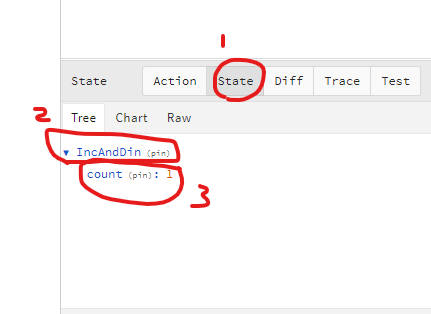 1
State Action State Diff Trace Test
2 Tree Chart Raw
▼ IncAndDin (pin)
count (pin): 1
3